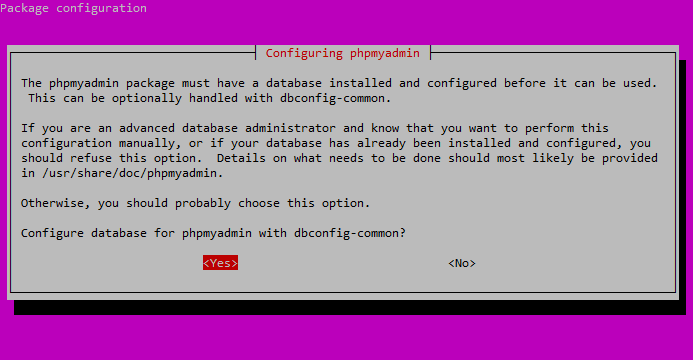 Package configuration
Configuring phpmyadmin
The phpmyadmin package must have a database installed and configured before it can be used.
This can be optionally handled with dbconfig-common.
If you are an advanced database administrator and know that you want to perform this
configuration manually, or if your database has already been installed and configured, you
should refuse this option.  Details on what needs to be done should most likely be provided
in /usr/share/doc/phpmyadmin.
Otherwise, you should probably choose this option.
Configure database for phpmyadmin with dbconfig-common?
<Yes> <No>